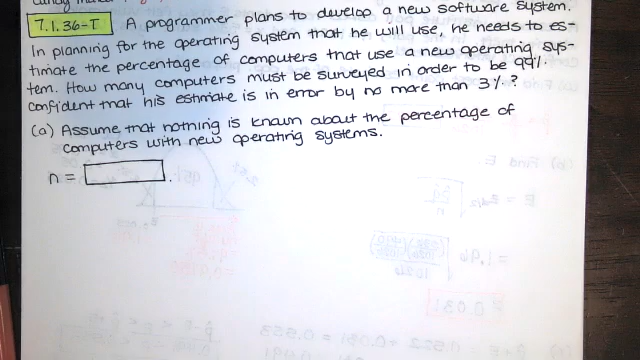 7.1.36-T A programmer plans to develop a new software system.
In planning for the operating system that he will use, he needs to es-
timate the percentage of computers that use a new operating sys-
tem. How many computers must be surveyed in order to be 99%
confident that his estimate is in error by no more than 3%?
(a) Assume that nothing is known about the percentage of
computers with new operating systems.
n = .